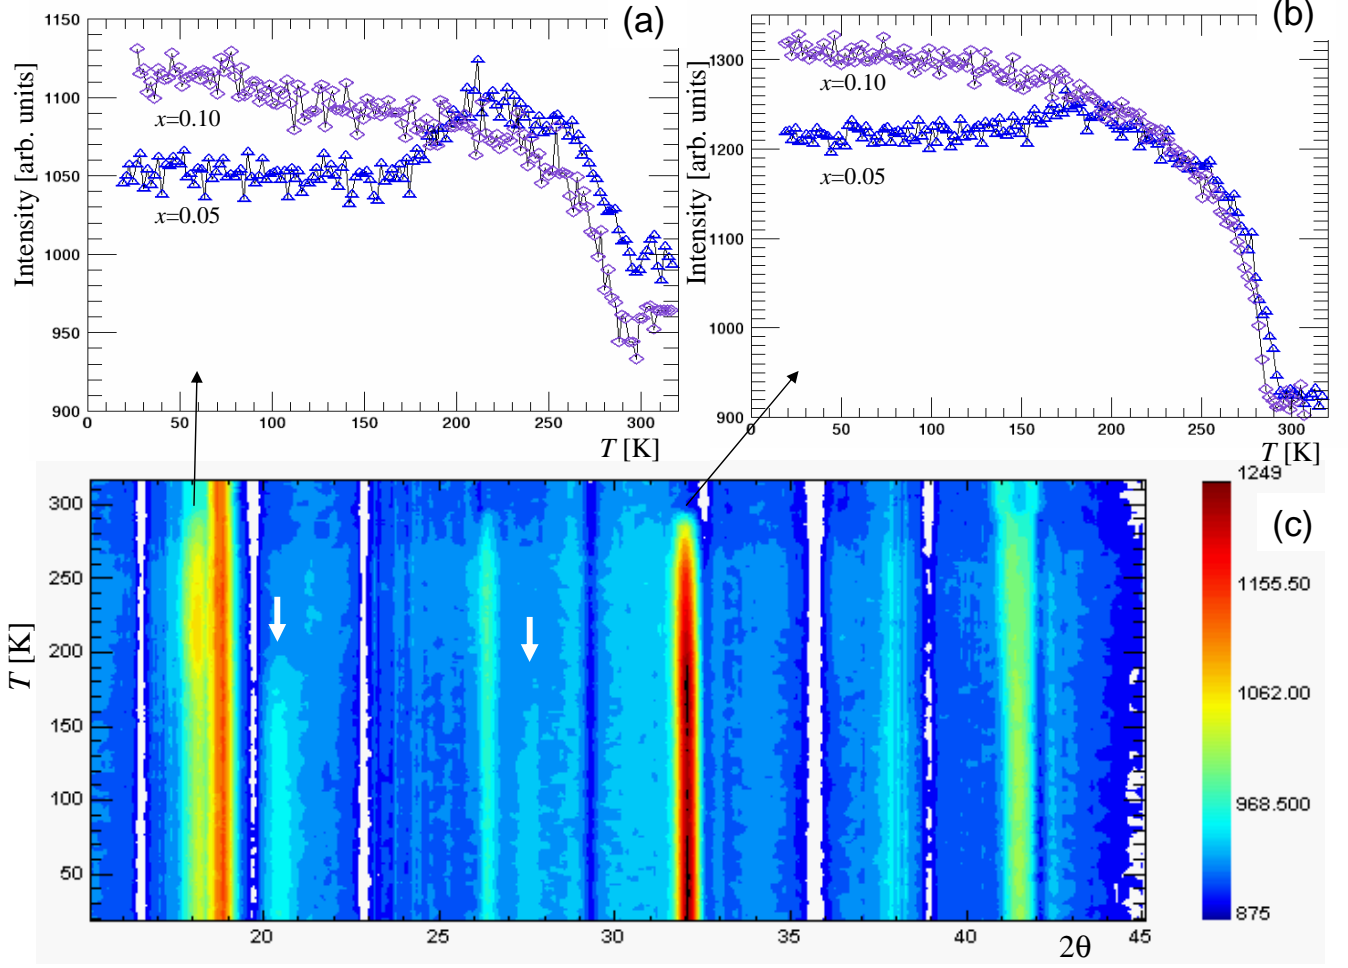 (a)
Intensity [arb. units]
1150
1100
1050
1000
950
900
x=0.10
x=0.05
0 50 100 150 200 250 300
T [K]
(b)
Intensity [arb. units]
1300
1200
1100
1000
900
x=0.10
x=0.05
0 50 100 150 200 250 300
T [K]
(c)
T [K]
300
250
200
150
100
50
20 25 30 35 40 45
2θ
1249
1155.50
1062.00
968.500
875